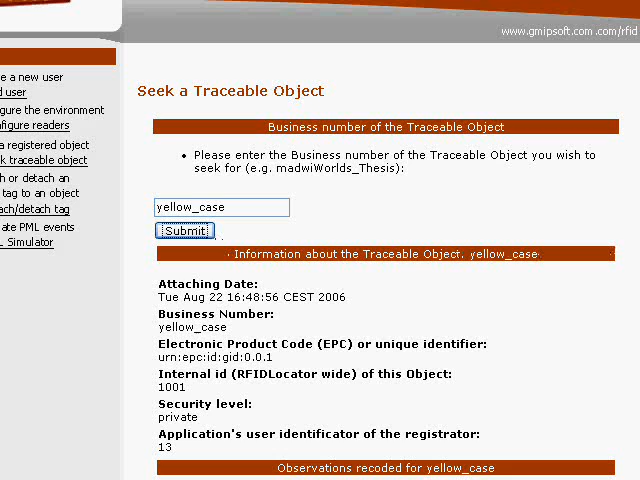 www.gmipsoft.com .com/rfid
e a new user
d user
gure the environment
figure readers
a registered object
k traceable object
h or detach an
tag to an object
ach/detach tag
ate PML events
L Simulator
Seek a Traceable Object
Business number of the Traceable Object
• Please enter the Business number of the Traceable Object you wish to
seek for (e.g. madwiWorlds_Thesis):
yellow_case
Submit
Information about the Traceable Object. yellow_case
Attaching Date:
Tue Aug 22 16:48:56 CEST 2006
Business Number:
yellow_case
Electronic Product Code (EPC) or unique identifier:
urn:epc:id:gid:0.0.1
Internal id (RFIDLocator wide) of this Object:
1001
Security level:
private
Application's user identificator of the registrator:
13
Observations recoded for yellow_case